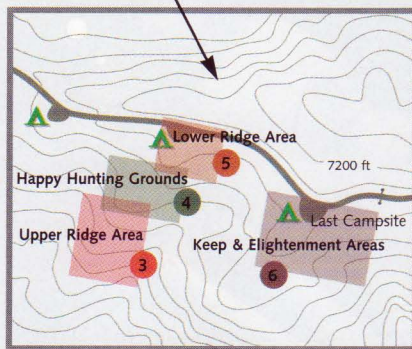 Lower Ridge Area
5
7200 ft
Happy Hunting Grounds
4
Last Campsite
Upper Ridge Area
Keep & Elightenment Areas
3
6